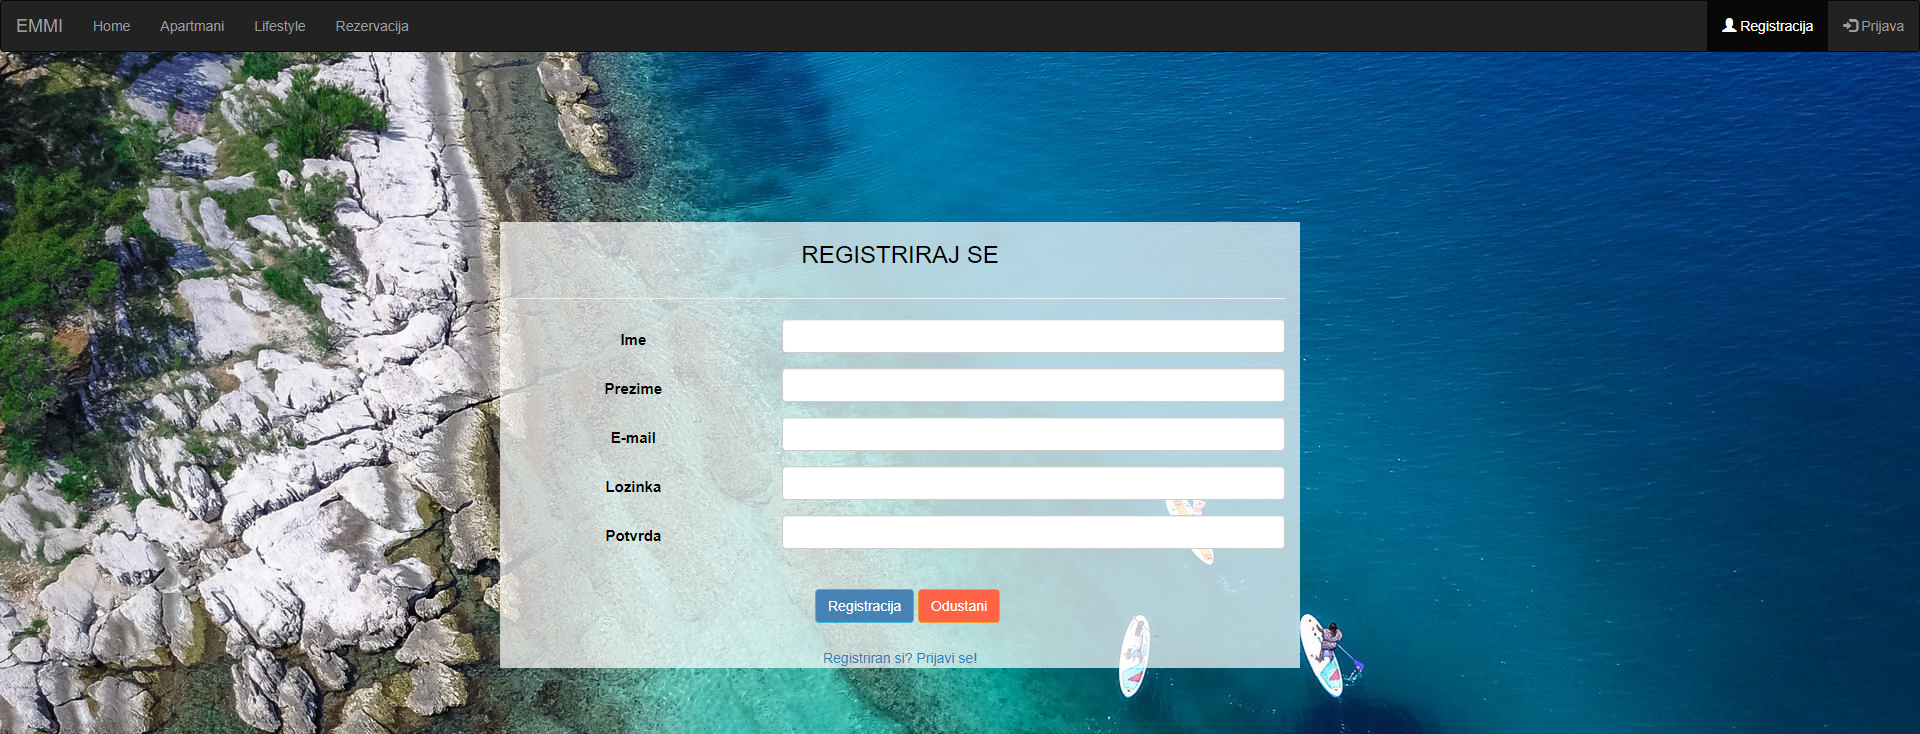 EMMI Home Apartmani Lifestyle Rezervacija Registracija Prijava
REGISTRIRAJ SE
Ime
Prezime
E-mail
Lozinka
Potvrda
Registracija Odustani
Registriran si? Prijavi se!